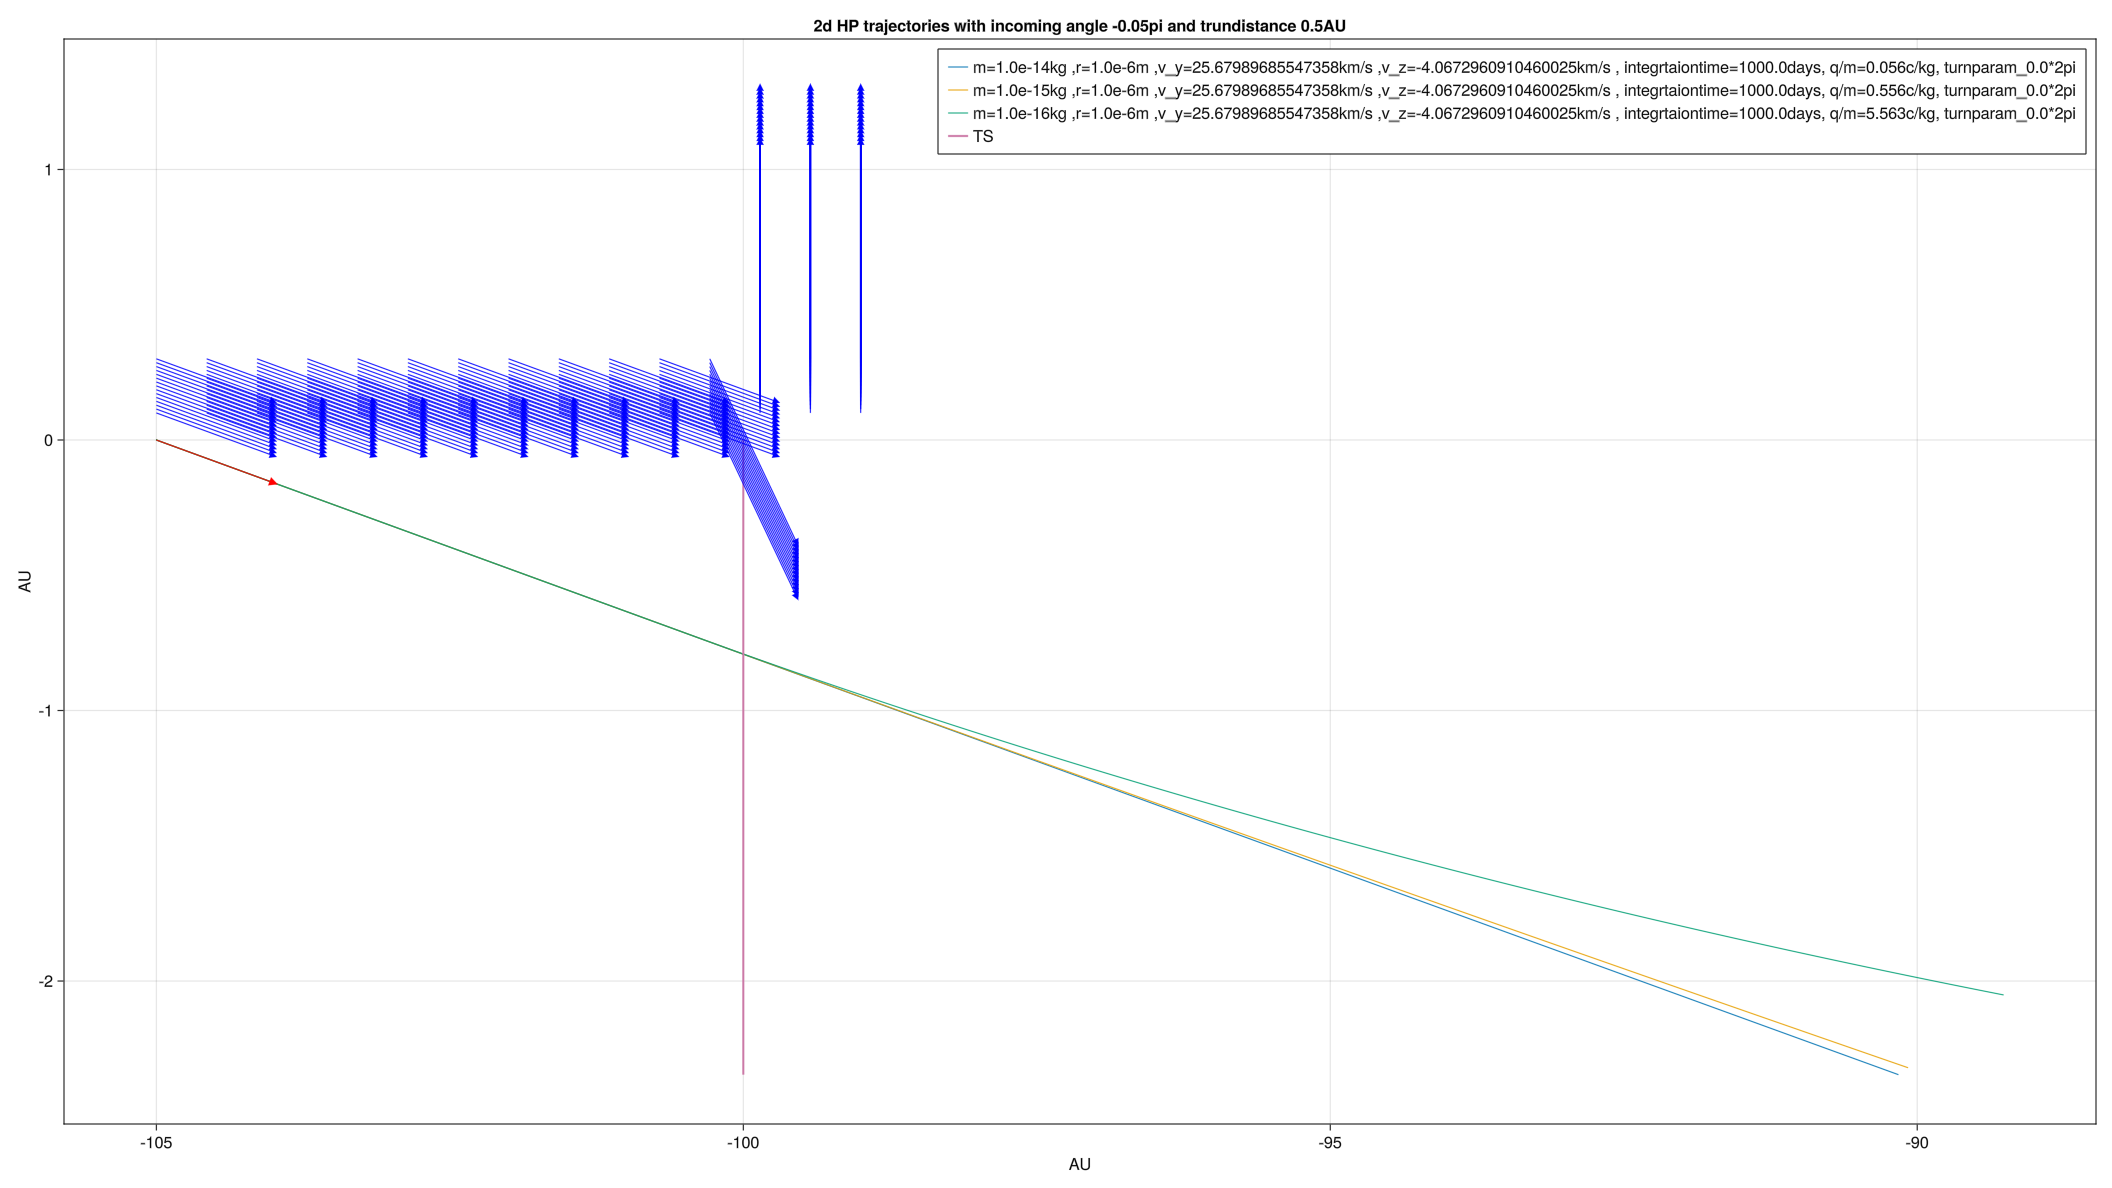 2d HP trajectories with incoming angle -0.05pi and trundistance 0.5AU
m=1.0e-14kg ,r=1.0e-6m ,v_y=25.67989685547358km/s ,v_z=-4.0672960910460025km/s , integrtaiontime=1000.0days, q/m=0.056c/kg, turnparam_0.0*2pi
m=1.0e-15kg ,r=1.0e-6m ,v_y=25.67989685547358km/s ,v_z=-4.0672960910460025km/s , integrtaiontime=1000.0days, q/m=0.556c/kg, turnparam_0.0*2pi
m=1.0e-16kg ,r=1.0e-6m ,v_y=25.67989685547358km/s ,v_z=-4.0672960910460025km/s , integrtaiontime=1000.0days, q/m=5.563c/kg, turnparam_0.0*2pi
TS
1
0
-1
-2
AU
-105
-100
-95
-90
AU